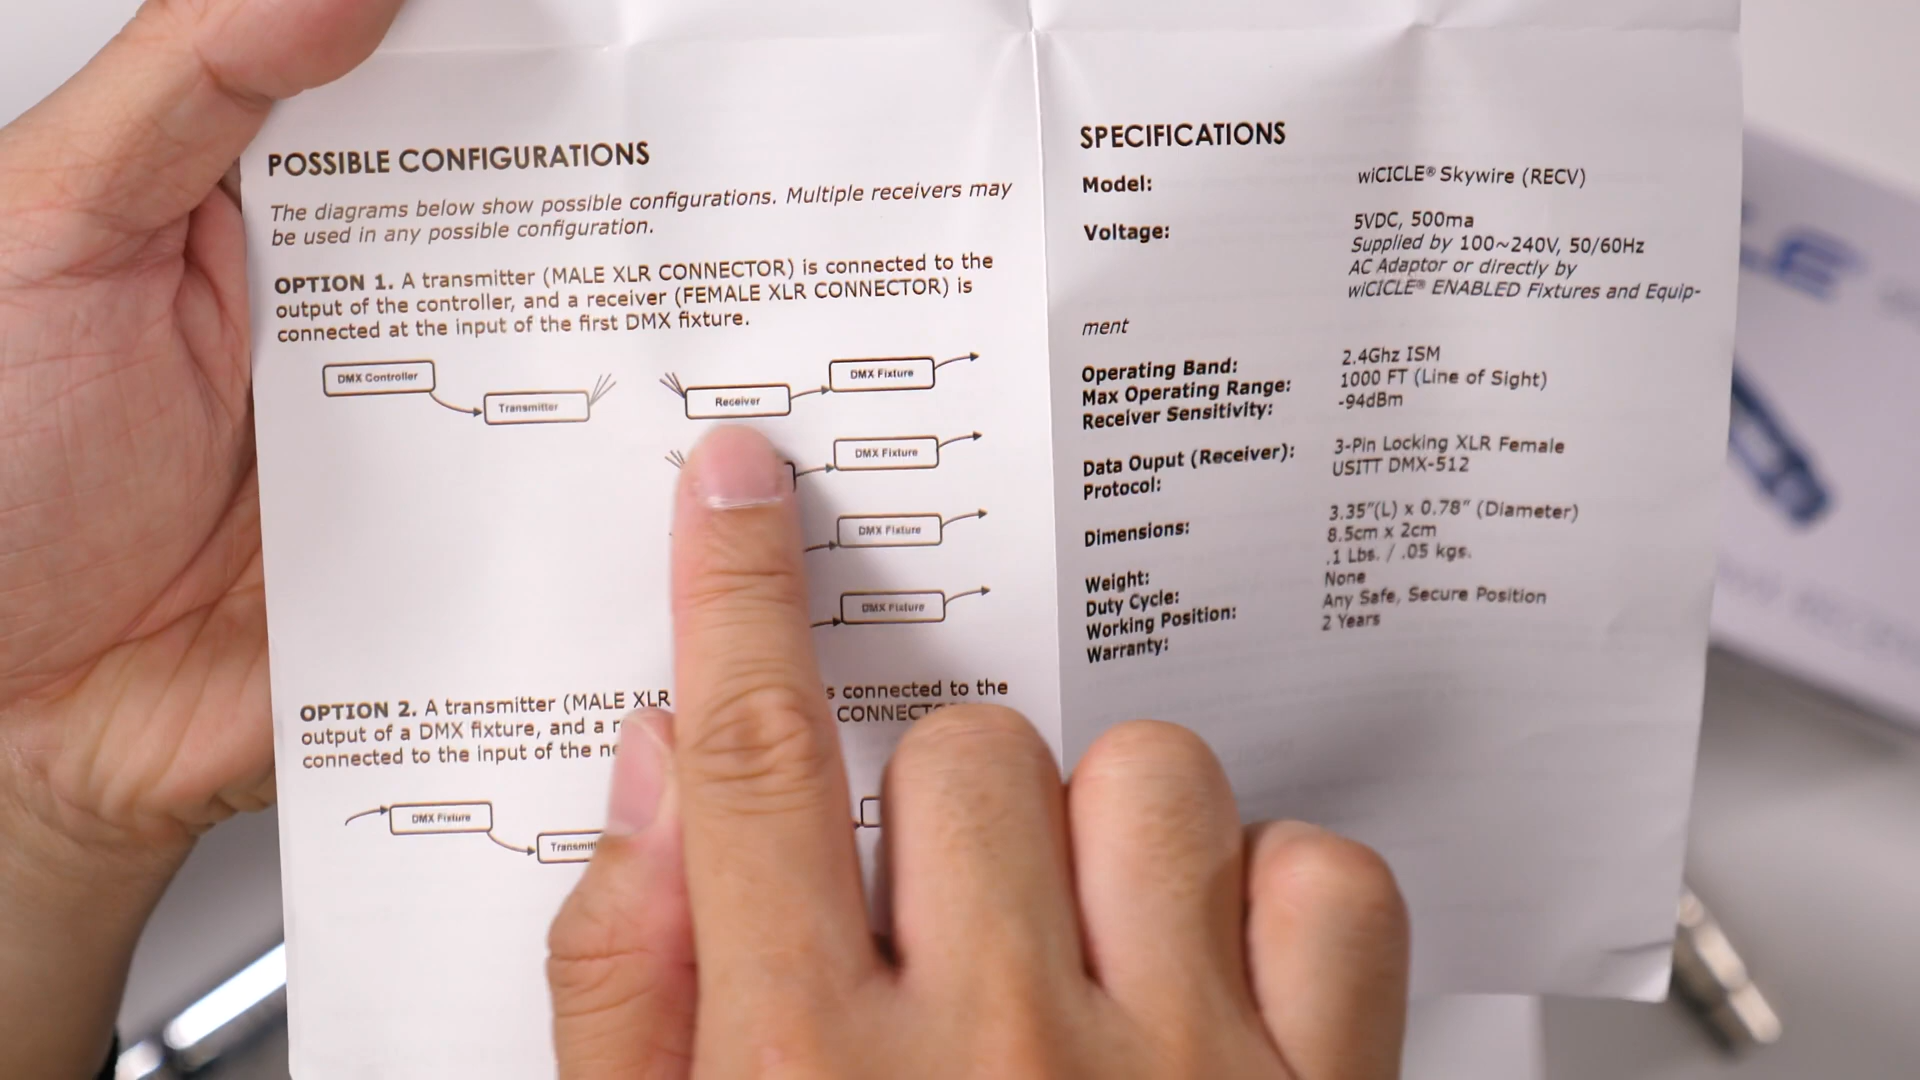 POSSIBLE CONFIGURATIONS
The diagrams below show possible configurations. Multiple receivers may
be used in any possible configuration.
OPTION 1. A transmitter (MALE XLR CONNECTOR) is connected to the
output of the controller, and a receiver (FEMALE XLR CONNECTOR) is
connected at the input of the first DMX fixture.
DMX Controller
Transmitter
Receiver
DMX Fixture
DMX Fixture
DMX Fixture
DMX Fixture
OPTION 2. A transmitter (MALE XLR
s connected to the
output of a DMX fixture, and a
connected to the input of the
DMX Fixture
SPECIFICATIONS
Model: wiCICLE® Skywire (RECV)
Voltage: 5VDC, 500ma
Supplied by 100~240V, 50/60Hz
AC Adaptor or directly by
wiCICLE® ENABLED Fixtures and Equip-
ment
Operating Band: 2.4Ghz ISM
Max Operating Range: 1000 FT (Line of Sight)
Receiver Sensitivity: -94dBm
Data Ouput (Receiver): 3-Pin Locking XLR Female
Protocol: USITT DMX-512
Dimensions: 3.35"(L) x 0.78" (Diameter)
8.5cm x 2cm
Weight: .1 Lbs. / .05 kgs.
Duty Cycle: None
Working Position: Any Safe, Secure Position
Warranty: 2 Years